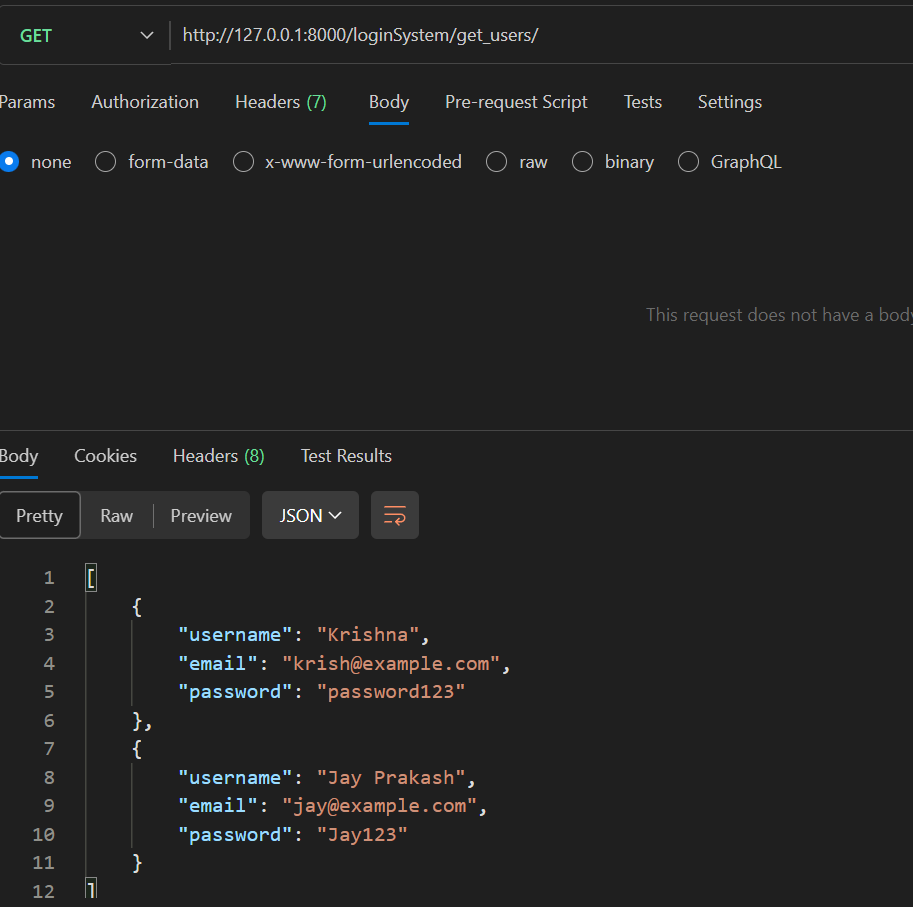 GET http://127.0.0.1:8000/loginSystem/get_users/
Params Authorization Headers (7) Body Pre-request Script Tests Settings
none form-data x-www-form-urlencoded raw binary GraphQL
This request does not have a body
Body Cookies Headers (8) Test Results
Pretty Raw Preview JSON
1 [
2 {
3 "username": "Krishna",
4 "email": "krish@example.com",
5 "password": "password123"
6 },
7 {
8 "username": "Jay Prakash",
9 "email": "jay@example.com",
10 "password": "Jay123"
11 }
12 ]